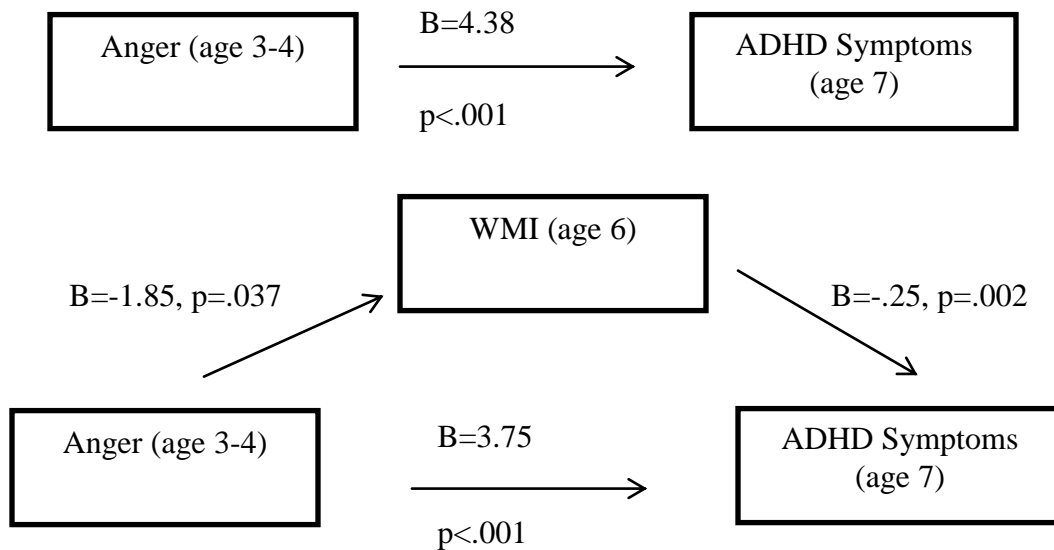 Anger (age 3-4)
B=4.38
p<.001
ADHD Symptoms
(age 7)
WMI (age 6)
B=-1.85, p=.037
B=-.25, p=.002
Anger (age 3-4)
B=3.75
p<.001
ADHD Symptoms
(age 7)